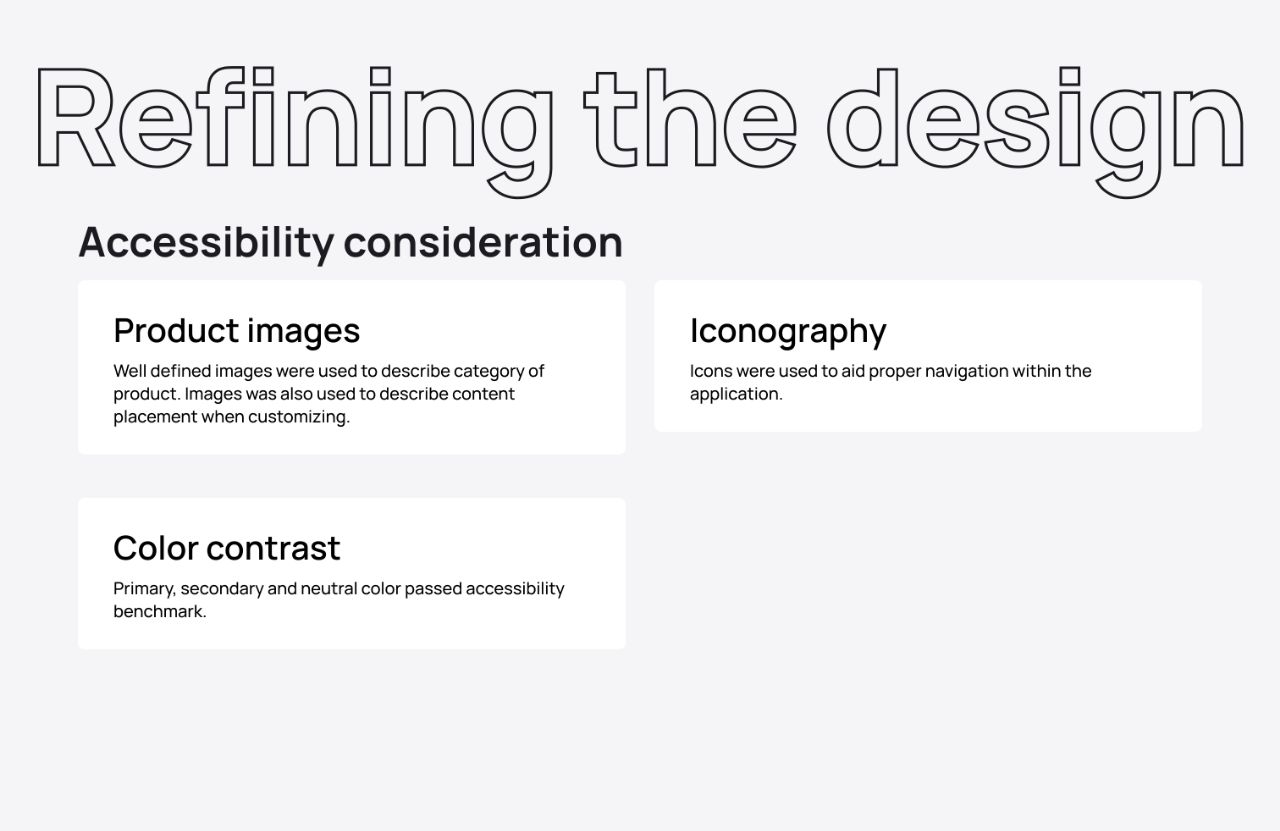 Refining the design
Accessibility consideration
Product images
Well defined images were used to describe category of
product. Images was also used to describe content
placement when customizing.
Iconography
Icons were used to aid proper navigation within the
application.
Color contrast
Primary, secondary and neutral color passed accessibility
benchmark.